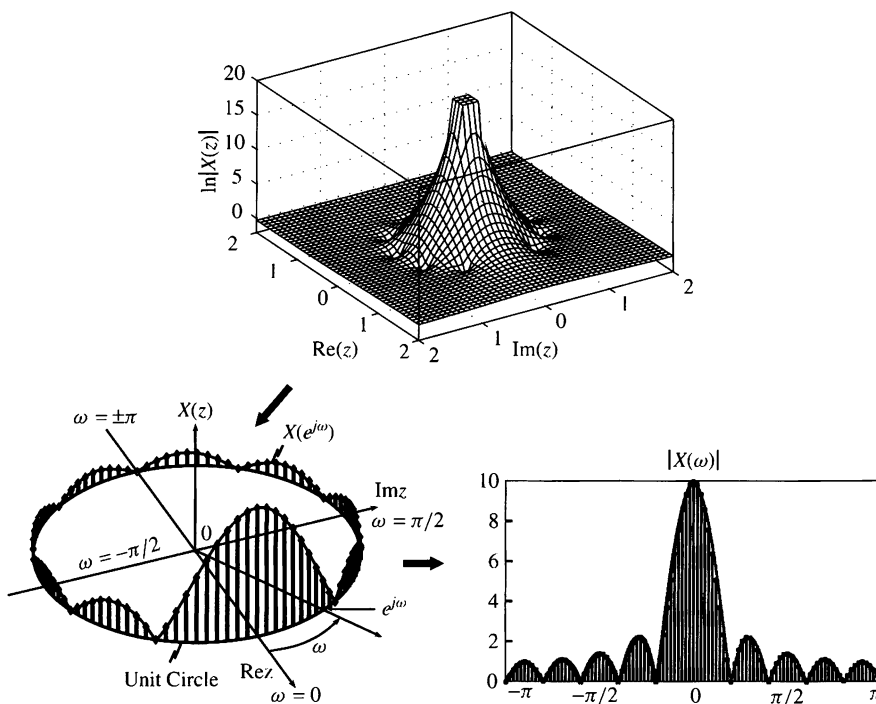 20
15
10
5
0
ln|X(z)|
2
1
0
1
2
Re(z)
2
1
0
1
2
Im(z)
ω = ±π
X(z)
X(e^{jω})
Imz
ω = π/2
0
ω = −π/2
e^{jω}
ω
Rez
Unit Circle
ω = 0
|X(ω)|
10
8
6
4
2
0
−π −π/2 0 π/2 π